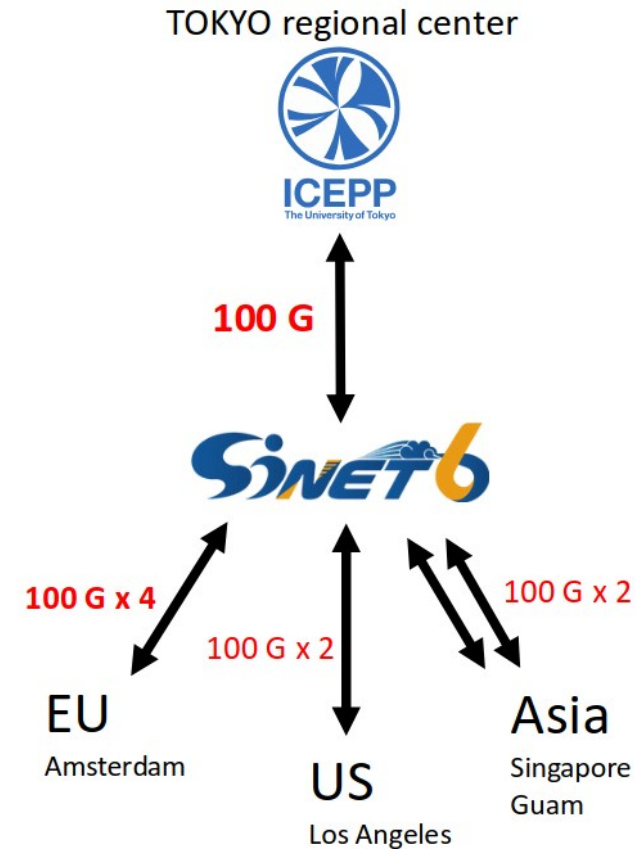 TOKYO regional center
ICEPP
The University of Tokyo
100 G
SINET6
100 G x 4
100 G x 2
100 G x 2
EU
Amsterdam
US
Los Angeles
Asia
Singapore
Guam